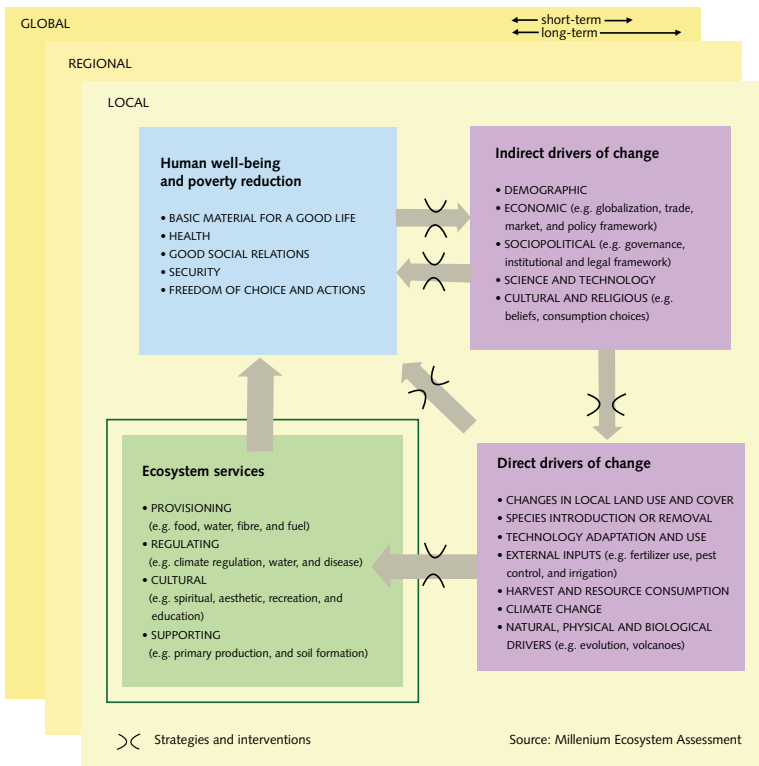 GLOBAL
short-term
long-term
REGIONAL
LOCAL
Human well-being
and poverty reduction
• BASIC MATERIAL FOR A GOOD LIFE
• HEALTH
• GOOD SOCIAL RELATIONS
• SECURITY
• FREEDOM OF CHOICE AND ACTIONS
Indirect drivers of change
• DEMOGRAPHIC
• ECONOMIC (e.g. globalization, trade,
market, and policy framework)
• SOCIOPOLITICAL (e.g. governance,
institutional and legal framework)
• SCIENCE AND TECHNOLOGY
• CULTURAL AND RELIGIOUS (e.g.
beliefs, consumption choices)
Ecosystem services
• PROVISIONING
(e.g. food, water, fibre, and fuel)
• REGULATING
(e.g. climate regulation, water, and disease)
• CULTURAL
(e.g. spiritual, aesthetic, recreation, and
education)
• SUPPORTING
(e.g. primary production, and soil formation)
Direct drivers of change
• CHANGES IN LOCAL LAND USE AND COVER
• SPECIES INTRODUCTION OR REMOVAL
• TECHNOLOGY ADAPTATION AND USE
• EXTERNAL INPUTS (e.g. fertilizer use, pest
control, and irrigation)
• HARVEST AND RESOURCE CONSUMPTION
• CLIMATE CHANGE
• NATURAL, PHYSICAL AND BIOLOGICAL
DRIVERS (e.g. evolution, volcanoes)
Strategies and interventions
Source: Millenium Ecosystem Assessment